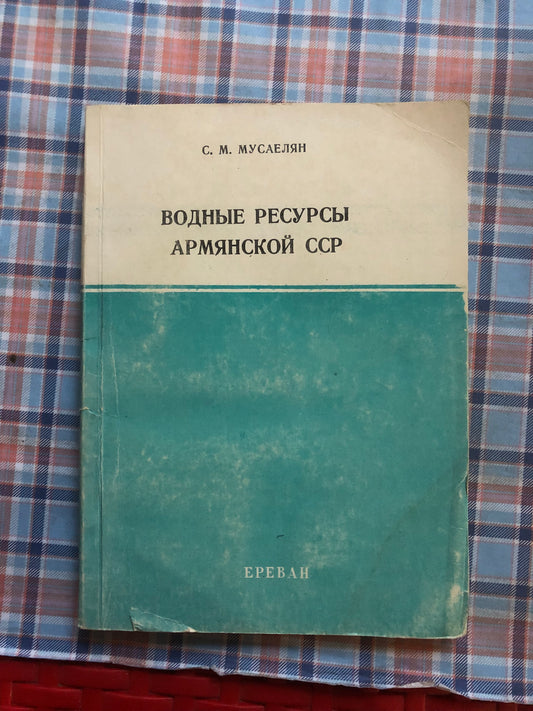 С. М. МУСАЕЛЯН
ВОДНЫЕ РЕСУРСЫ
АРМЯНСКОЙ ССР
ЕРЕВАН